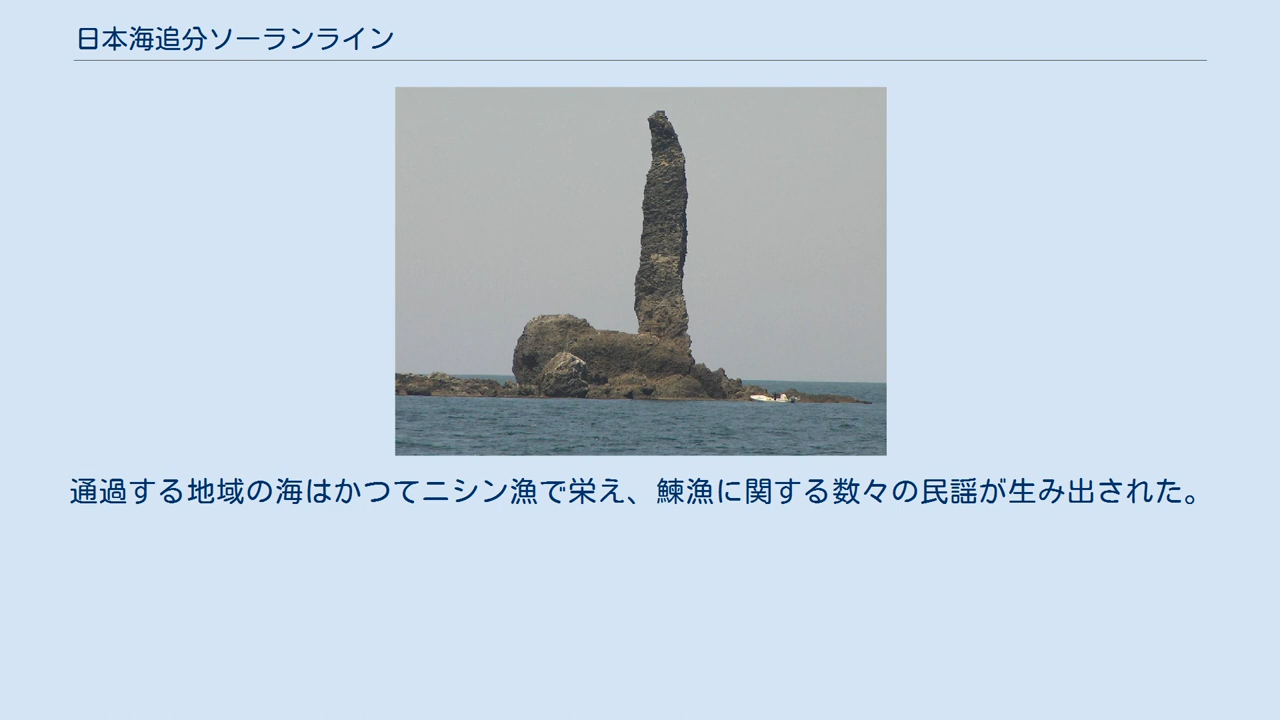 日本海追分ソーランライン
通過する地域の海はかつてニシン漁で栄え、鰊漁に関する数々の民謡が生み出された。